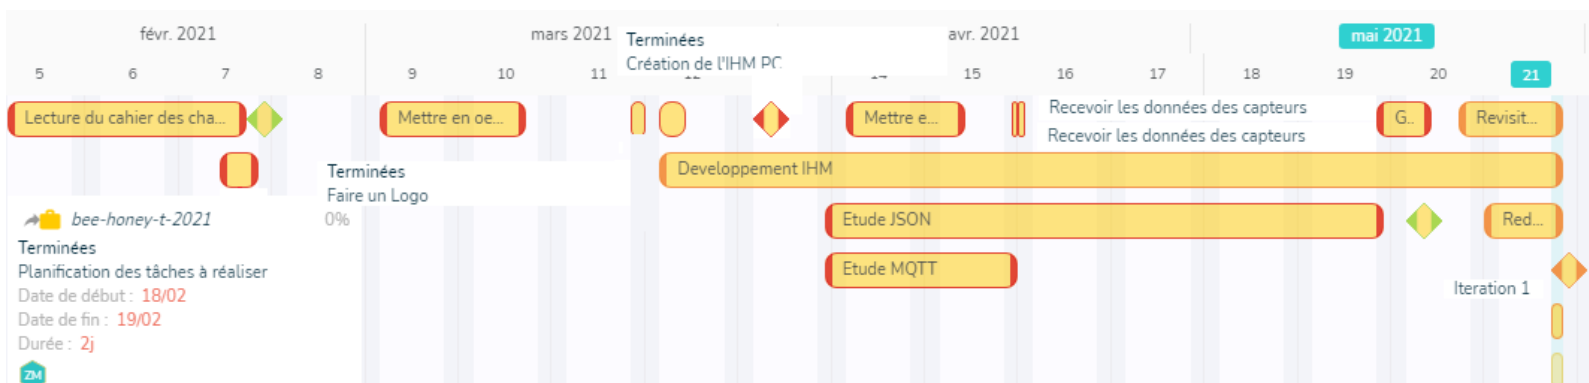 févr. 2021
mars 2021
avr. 2021
mai 2021
Terminées
Création de l'IHM PC
5 6 7 8 9 10 11 12 14 15 16 17 18 19 20 21
Lecture du cahier des cha...
Mettre en oe...
Mettre e...
Recevoir les données des capteurs
Recevoir les données des capteurs
G..
Revisit...
Terminées
Faire un Logo
0%
Developpement IHM
bee-honey-t-2021
Etude JSON
Red...
Terminées
Planification des tâches à réaliser
Date de début : 18/02
Date de fin : 19/02
Durée : 2j
ZM
Etude MQTT
Iteration 1